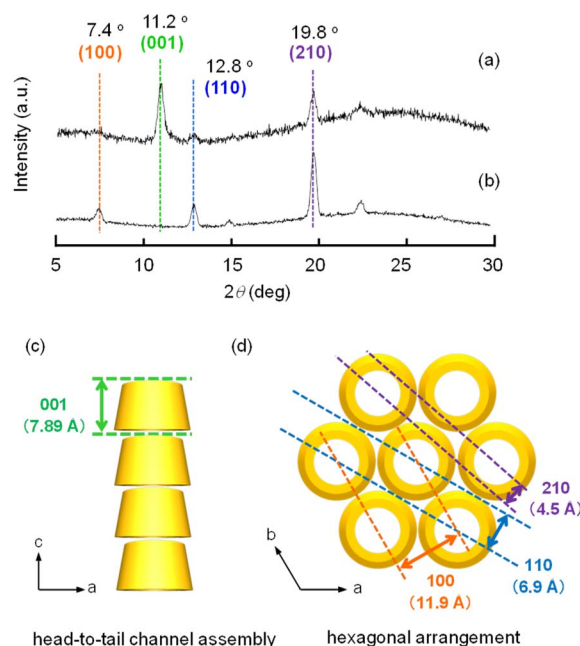 7.4 °
(100)
11.2 °
(001)
12.8 °
(110)
19.8 °
(210)
(a)
(b)
Intensity (a.u.)
5 10 15 20 25 30
2θ (deg)
(c)
001
(7.89 Å)
c
a
head-to-tail channel assembly
(d)
210
(4.5 Å)
110
(6.9 Å)
100
(11.9 Å)
b
a
hexagonal arrangement